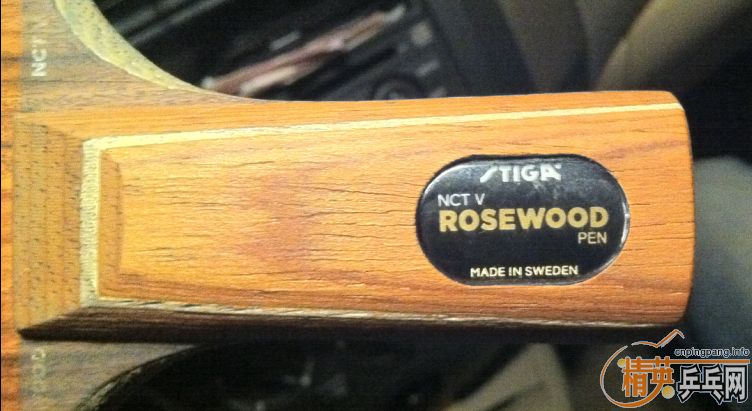 NCT V
STIGA
NCT V
ROSEWOOD
PEN
MADE IN SWEDEN
cnpingpang.info
精英乒乓网